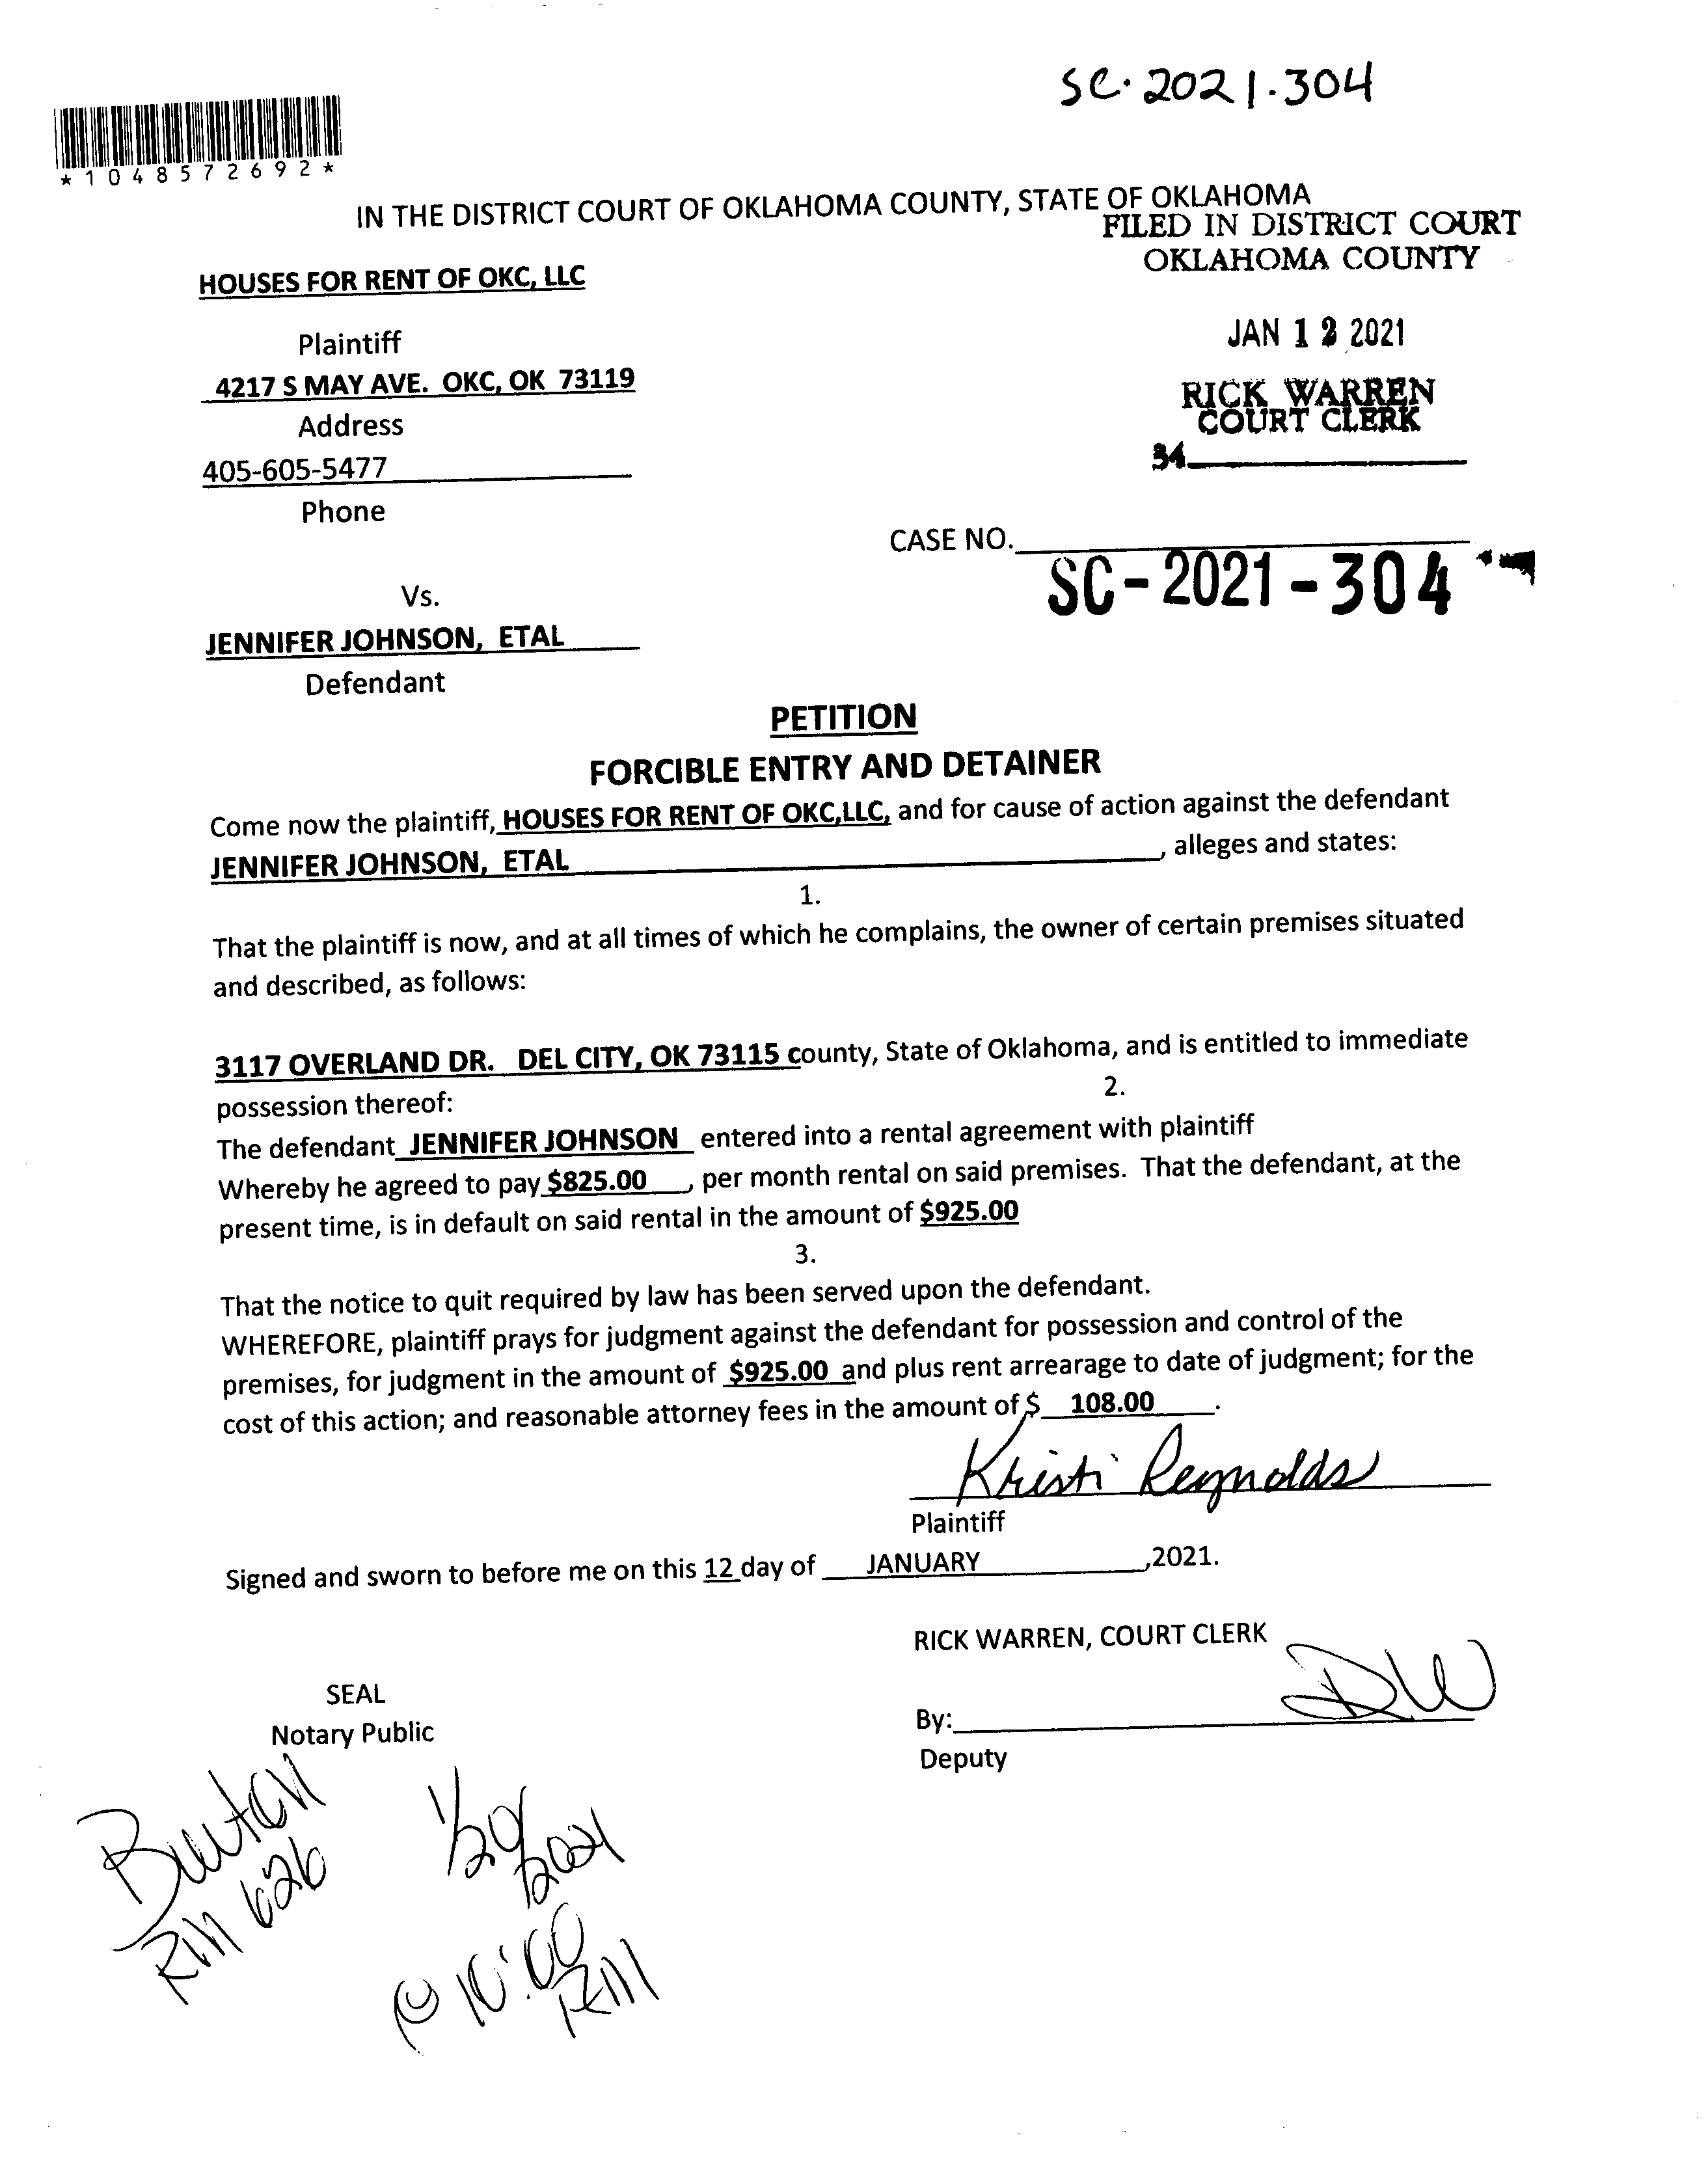 SC·2021·304
*1048572692*
IN THE DISTRICT COURT OF OKLAHOMA COUNTY, STATE OF OKLAHOMA
FILED IN DISTRICT COURT
OKLAHOMA COUNTY
HOUSES FOR RENT OF OKC, LLC
JAN 12 2021
Plaintiff
4217 S MAY AVE. OKC, OK 73119
RICK WARREN
COURT CLERK
Address
34
405-605-5477
Phone
CASE NO.
SC-2021-304
Vs.
JENNIFER JOHNSON, ETAL
Defendant
PETITION
FORCIBLE ENTRY AND DETAINER
Come now the plaintiff, HOUSES FOR RENT OF OKC,LLC, and for cause of action against the defendant
JENNIFER JOHNSON, ETAL, alleges and states:
1.
That the plaintiff is now, and at all times of which he complains, the owner of certain premises situated
and described, as follows:
3117 OVERLAND DR. DEL CITY, OK 73115 county, State of Oklahoma, and is entitled to immediate
possession thereof:
2.
The defendant JENNIFER JOHNSON entered into a rental agreement with plaintiff
Whereby he agreed to pay $825.00, per month rental on said premises. That the defendant, at the
present time, is in default on said rental in the amount of $925.00
3.
That the notice to quit required by law has been served upon the defendant.
WHEREFORE, plaintiff prays for judgment against the defendant for possession and control of the
premises, for judgment in the amount of $925.00 and plus rent arrearage to date of judgment; for the
cost of this action; and reasonable attorney fees in the amount of $ 108.00.
Kristi Reynolds
Plaintiff
Signed and sworn to before me on this 12 day of JANUARY,2021.
RICK WARREN, COURT CLERK
SEAL
Notary Public
By: DW
Deputy
RM 626
1/20/2021
@ 10:00
RM